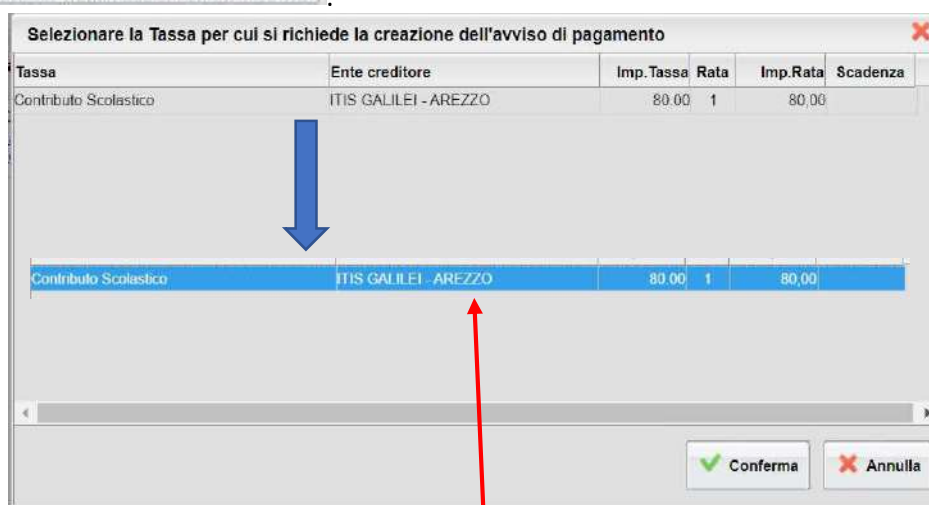 Selezionare la Tassa per cui si richiede la creazione dell'avviso di pagamento
Tassa Ente creditore Imp.Tassa Rata Imp.Rata Scadenza
Contributo Scolastico ITIS GALILEI - AREZZO 80.00 1 80,00
Contributo Scolastico ITIS GALILEI - AREZZO 80.00 1 80,00
Conferma Annulla